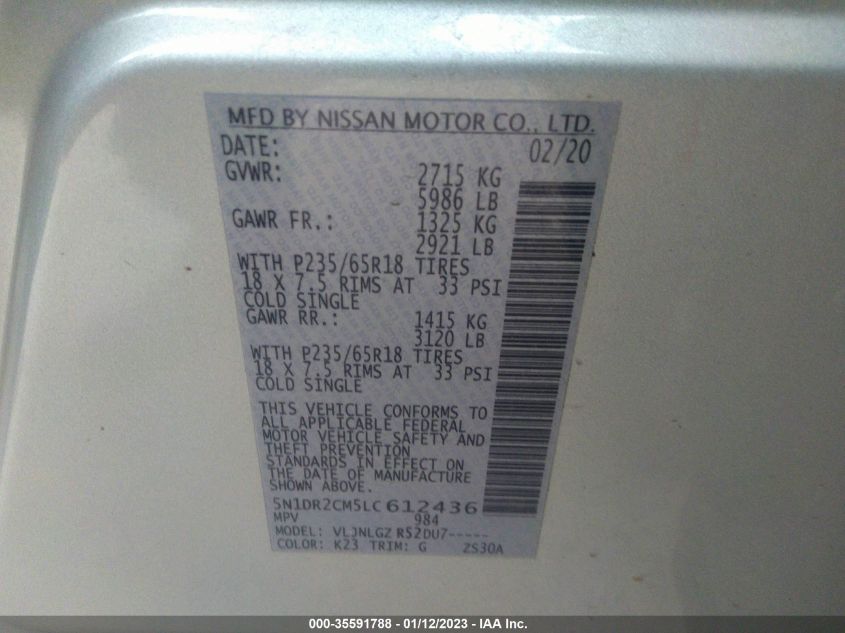 MFD BY NISSAN MOTOR CO., LTD.
DATE: 02/20
GVWR: 2715 KG
5986 LB
GAWR FR.: 1325 KG
2921 LB
WITH P235/65R18 TIRES
18 X 7.5 RIMS AT 33 PSI
COLD SINGLE
GAWR RR.: 1415 KG
3120 LB
WITH P235/65R18 TIRES
18 X 7.5 RIMS AT 33 PSI
COLD SINGLE
THIS VEHICLE CONFORMS TO
ALL APPLICABLE FEDERAL
MOTOR VEHICLE SAFETY AND
THEFT PREVENTION
STANDARDS IN EFFECT ON
THE DATE OF MANUFACTURE
SHOWN ABOVE.
5N1DR2CM5LC612436
MPV 984
MODEL: VLJNLGZ R52DU7-----
COLOR: K23 TRIM: G ZS30A
000-35591788 - 01/12/2023 - IAA Inc.